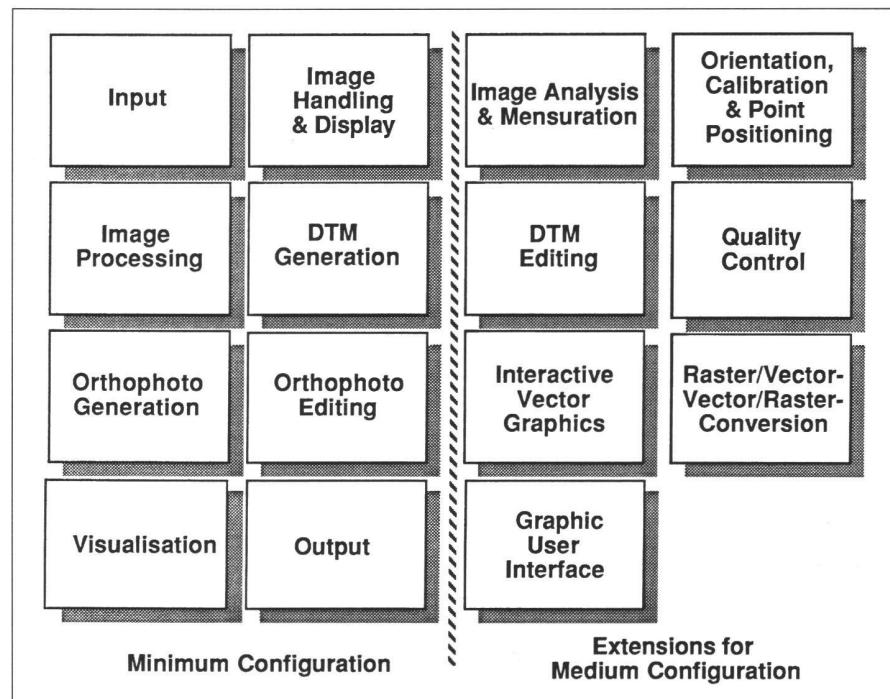 Input
Image
Handling
& Display
Image Analysis
& Mensuration
Orientation,
Calibration
& Point
Positioning
Image
Processing
DTM
Generation
DTM
Editing
Quality
Control
Orthophoto
Generation
Orthophoto
Editing
Interactive
Vector
Graphics
Raster/Vector-
Vector/Raster-
Conversion
Visualisation
Output
Graphic
User
Interface
Minimum Configuration
Extensions for
Medium Configuration